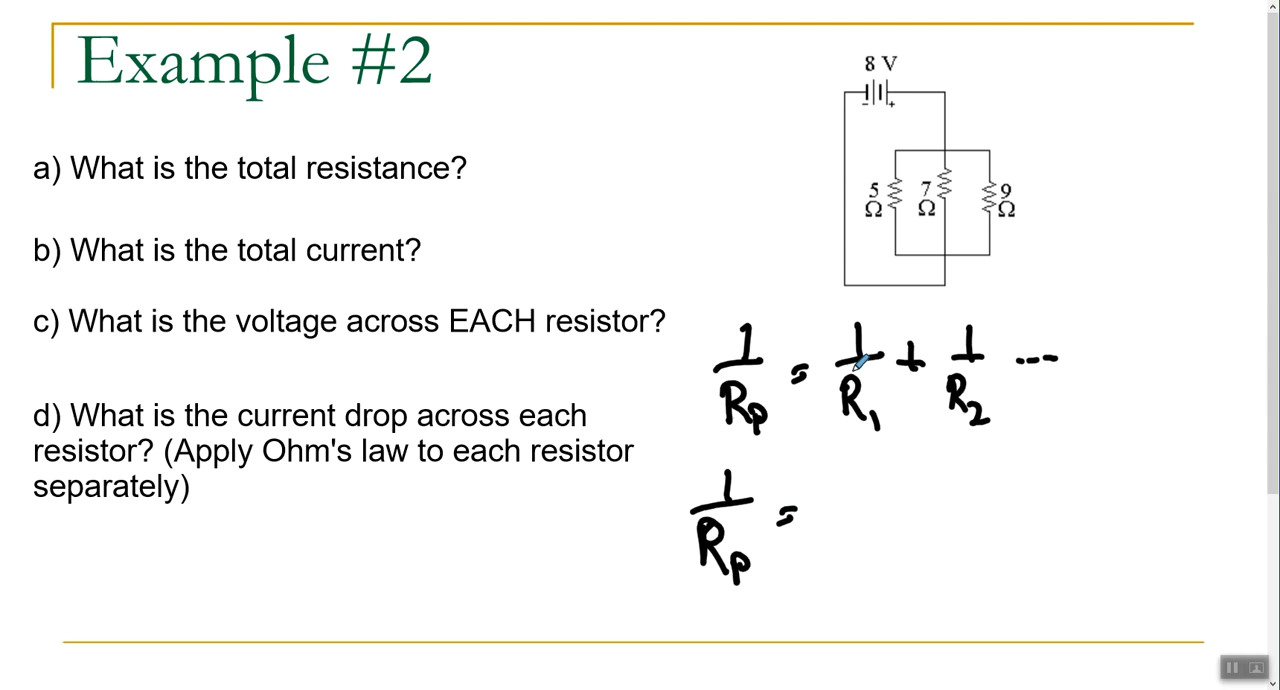 Example #2
a) What is the total resistance?
b) What is the total current?
c) What is the voltage across EACH resistor?
d) What is the current drop across each
resistor? (Apply Ohm's law to each resistor
separately)
8 V
- +
5 Ω
7 Ω
9 Ω
1/Rp = 1/R1 + 1/R2 ---
1/Rp =